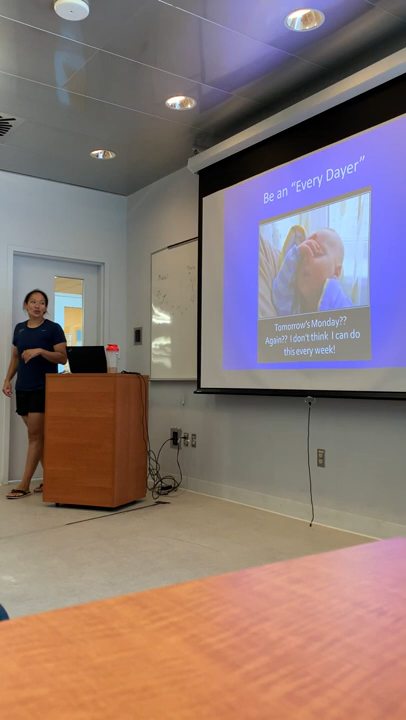 Be an "Every Dayer"
Tomorrow's Monday??
Again?? I don't think I can do
this every week!